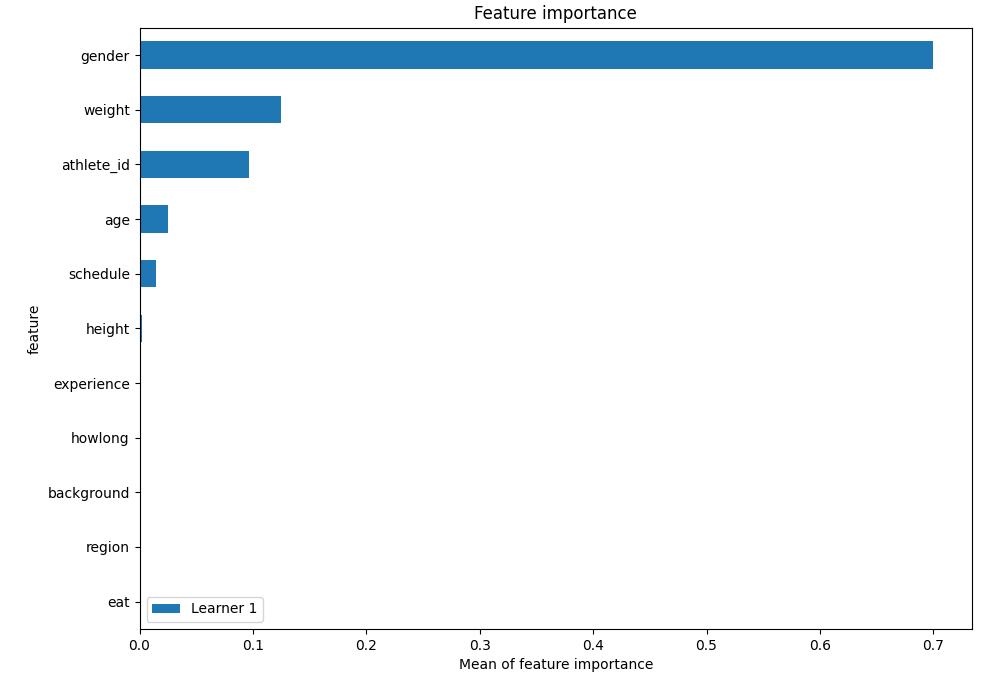 Feature importance
gender
weight
athlete_id
age
schedule
height
experience
howlong
background
region
eat
feature
Learner 1
0.0 0.1 0.2 0.3 0.4 0.5 0.6 0.7
Mean of feature importance